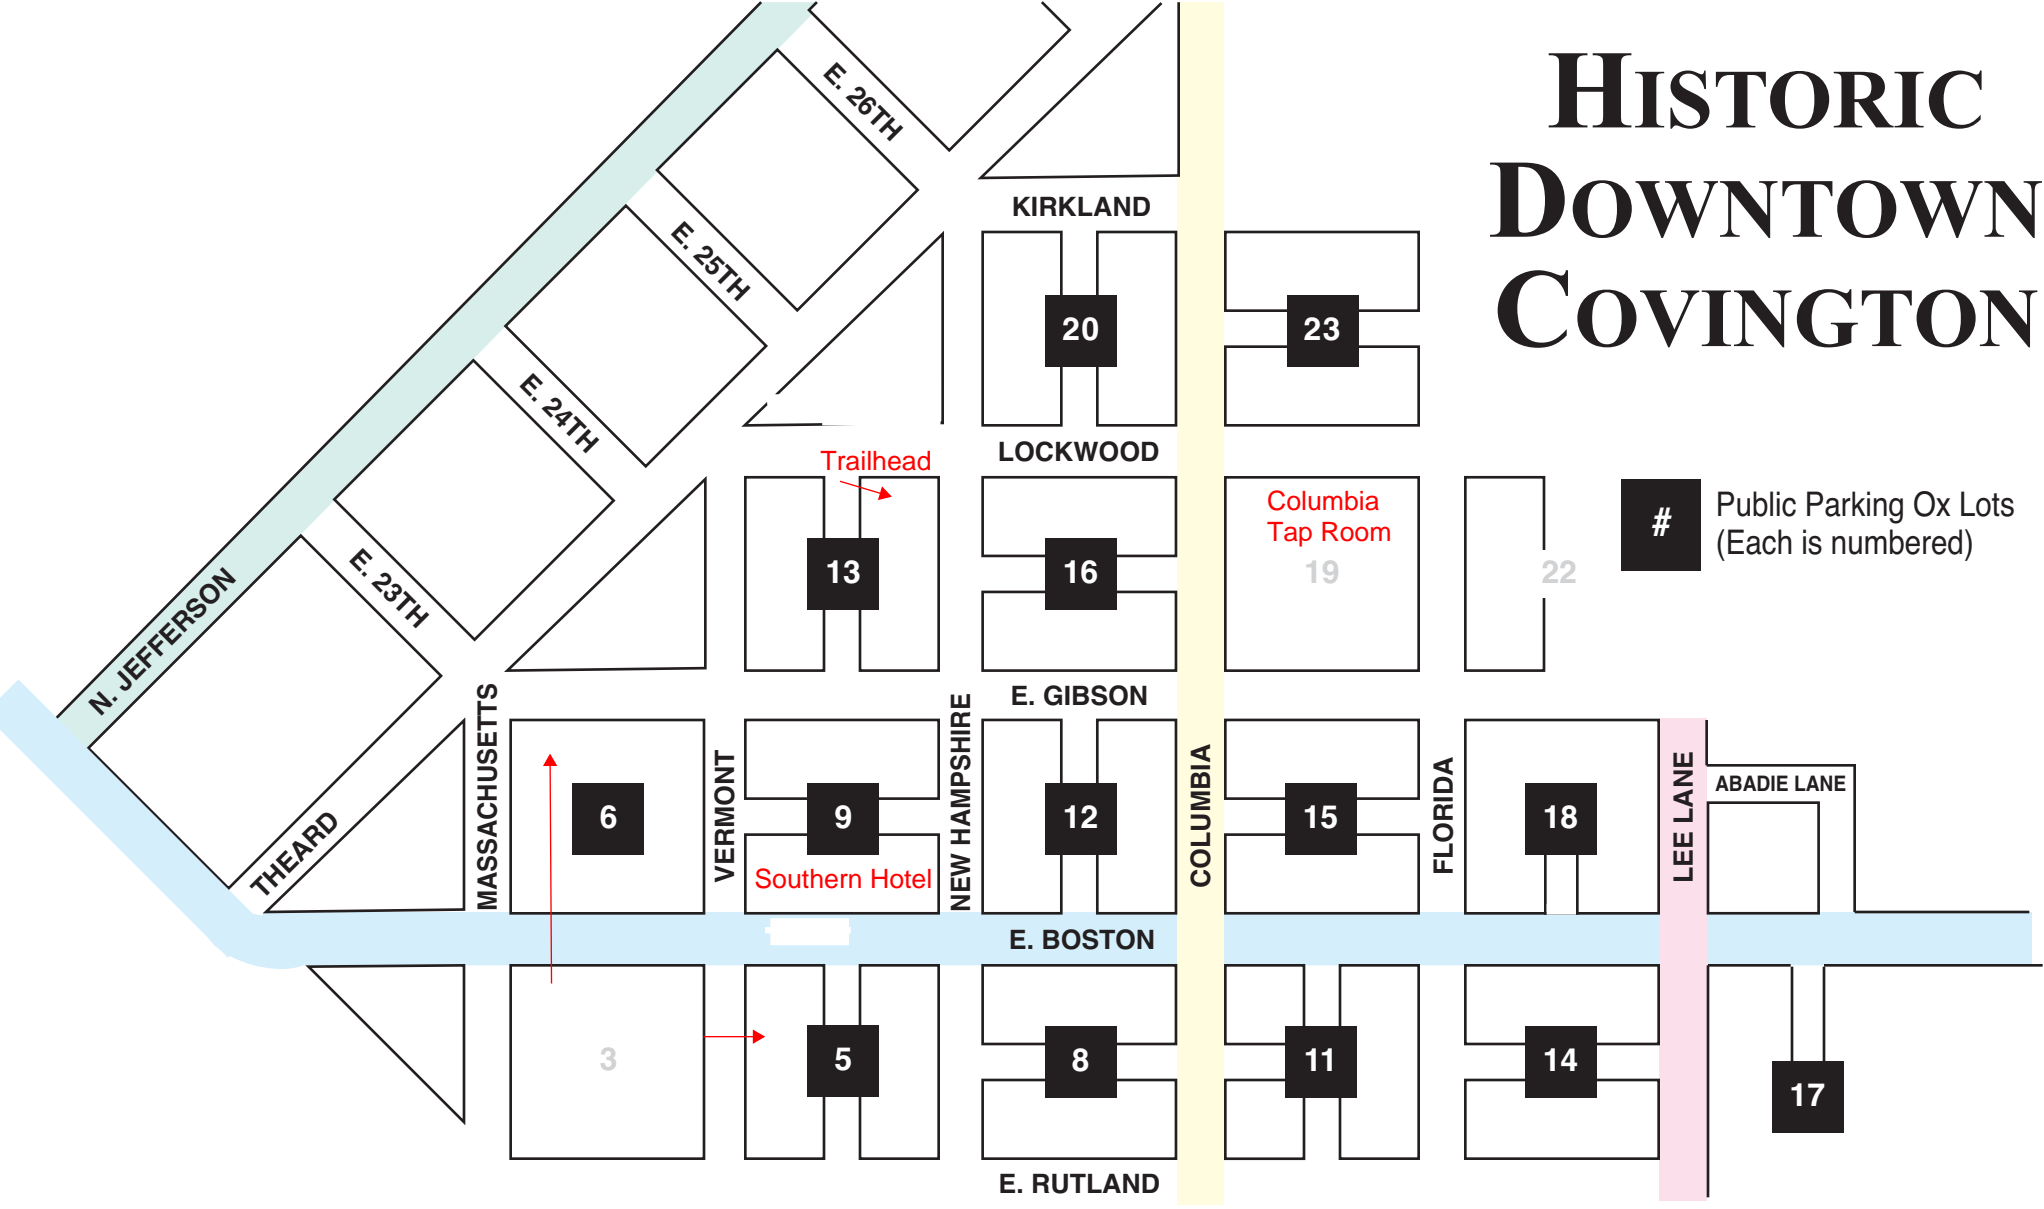 HISTORIC
DOWNTOWN
COVINGTON
E. 26TH
KIRKLAND
E. 25TH
20
23
E. 24TH
LOCKWOOD
Trailhead
Columbia
Tap Room
#
Public Parking Ox Lots
(Each is numbered)
13
16
19
22
E. 23TH
N. JEFFERSON
E. GIBSON
MASSACHUSETTS
VERMONT
NEW HAMPSHIRE
COLUMBIA
FLORIDA
LEE LANE
ABADIE LANE
THEARD
6
9
12
15
18
Southern Hotel
E. BOSTON
3
5
8
11
14
17
E. RUTLAND